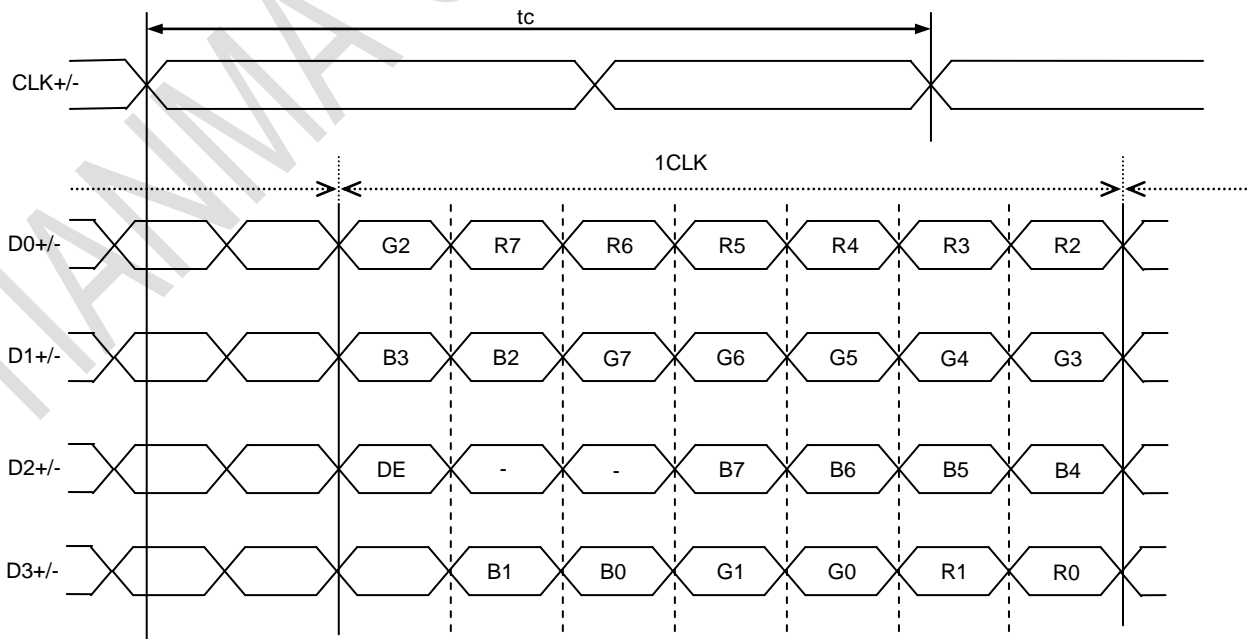 tc
CLK+/-
1CLK
D0+/- G2 R7 R6 R5 R4 R3 R2
D1+/- B3 B2 G7 G6 G5 G4 G3
D2+/- DE - - B7 B6 B5 B4
D3+/- B1 B0 G1 G0 R1 R0
TIANMA